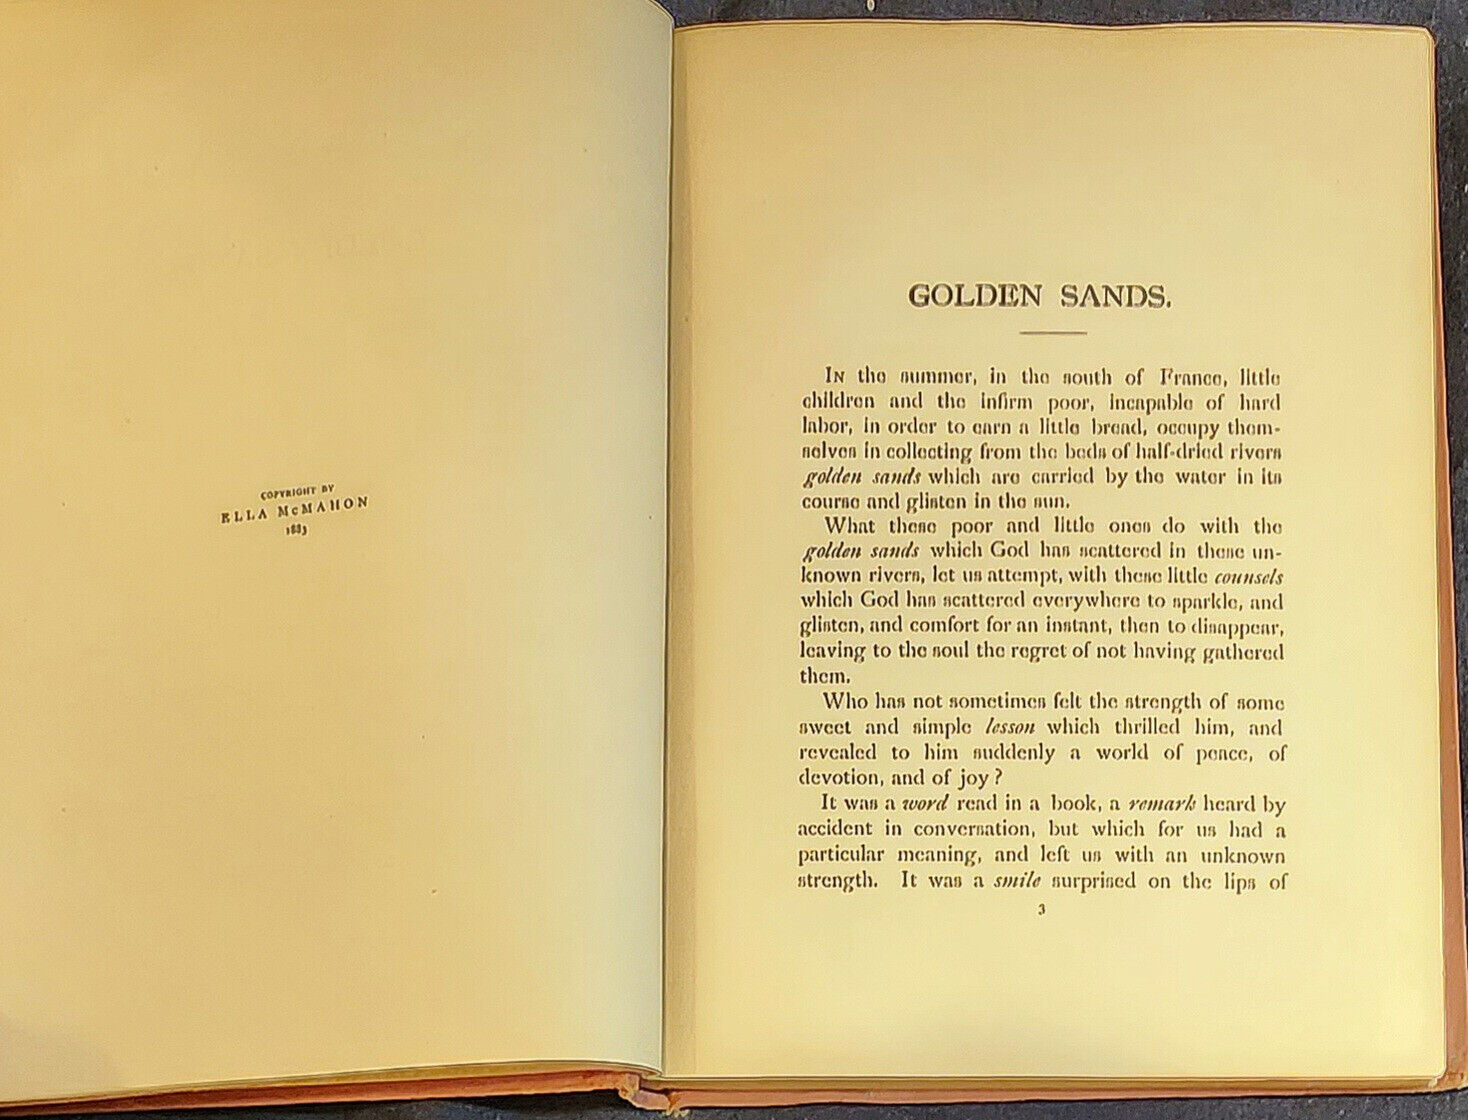 COPYRIGHT BY
ELLA McMAHON
1883
GOLDEN SANDS.
IN the summer, in the south of France, little
children and the infirm poor, incapable of hard
labor, in order to earn a little bread, occupy them-
selves in collecting from the beds of half-dried rivers
golden sands which are carried by the water in its
course and glisten in the sun.
What these poor and little ones do with the
golden sands which God has scattered in these un-
known rivers, let us attempt, with these little counsels
which God has scattered everywhere to sparkle, and
glisten, and comfort for an instant, then to disappear,
leaving to the soul the regret of not having gathered
them.
Who has not sometimes felt the strength of some
sweet and simple lesson which thrilled him, and
revealed to him suddenly a world of peace, of
devotion, and of joy?
It was a word read in a book, a remark heard by
accident in conversation, but which for us had a
particular meaning, and left us with an unknown
strength. It was a smile surprised on the lips of
3